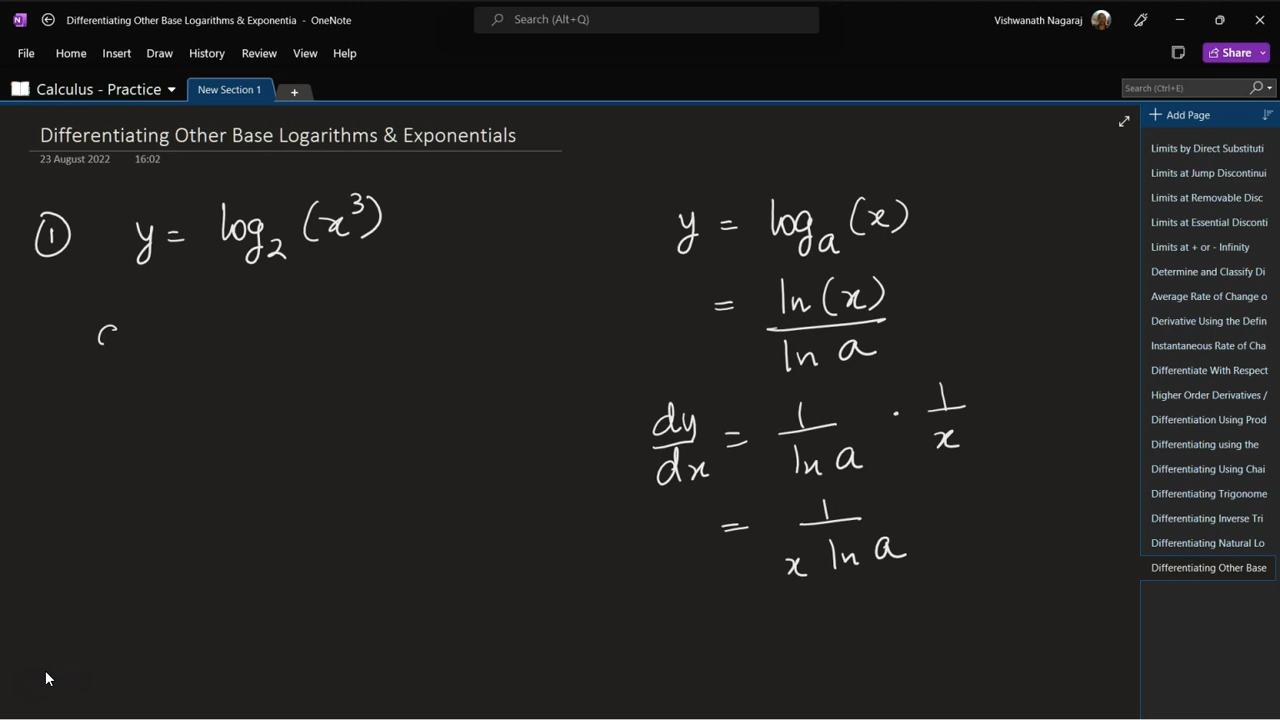 Differentiating Other Base Logarithms & Exponentia - OneNote
Search (Alt+Q)
Vishwanath Nagaraj
File Home Insert Draw History Review View Help
Share
Calculus - Practice
New Section 1
+
Search (Ctrl+E)
Differentiating Other Base Logarithms & Exponentials
23 August 2022 16:02
① y = log₂ (x³)
y = logₐ (x)
= ln (x) / ln a
dy/dx = 1/ln a · 1/x
= 1 / x ln a
Add Page
Limits by Direct Substituti
Limits at Jump Discontinui
Limits at Removable Disc
Limits at Essential Disconti
Limits at + or - Infinity
Determine and Classify Di
Average Rate of Change o
Derivative Using the Defin
Instantaneous Rate of Cha
Differentiate With Respect
Higher Order Derivatives /
Differentiation Using Prod
Differentiating using the
Differentiating Using Chai
Differentiating Trigonome
Differentiating Inverse Tri
Differentiating Natural Lo
Differentiating Other Base